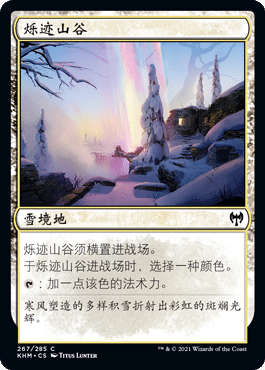 烁迹山谷
雪境地
烁迹山谷须横置进战场。
于烁迹山谷进战场时，选择一种颜色。
：加一点该色的法术力。
寒风塑造的多样积雪折射出彩虹的斑斓光
辉。
267/285 C
KHM • CS TITUS LUNTER
™ & © 2021 Wizards of the Coast